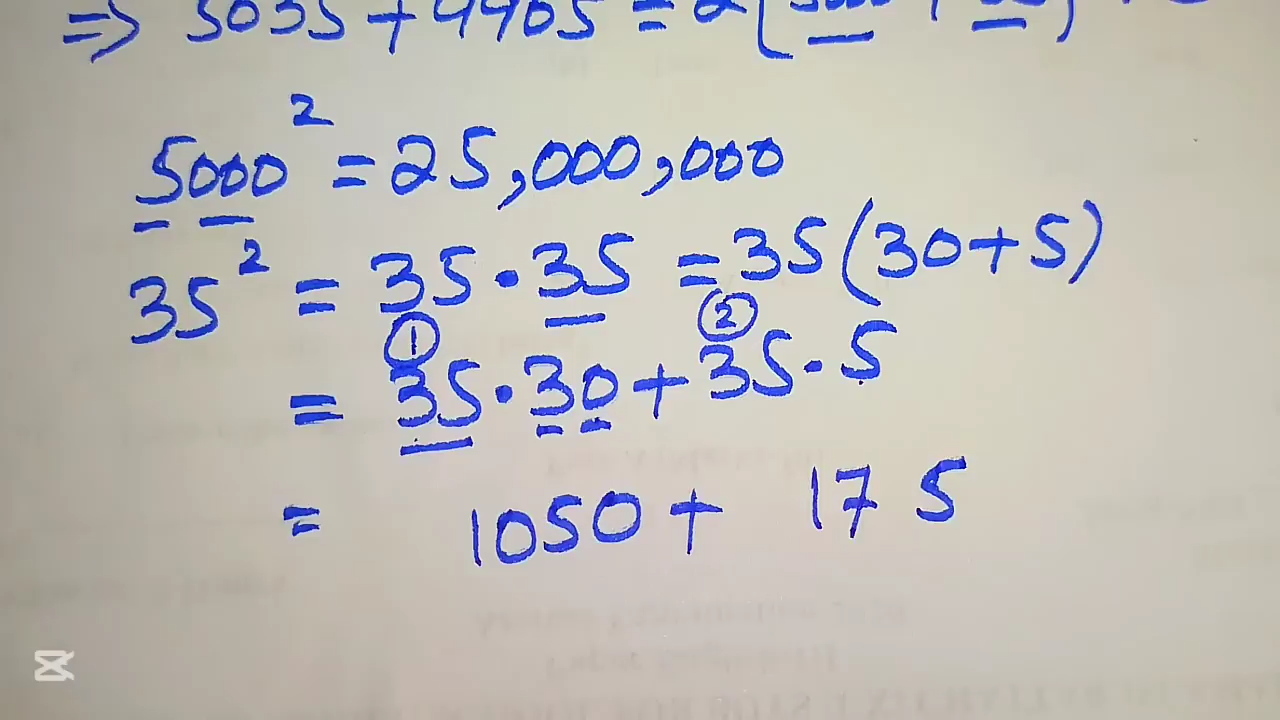 ⇒ 5035 + 4965 = 2(5000
5000² = 25,000,000
35² = 35 · 35 = 35(30+5)
① ②
= 35 · 30 + 35 · 5
= 1050 + 175